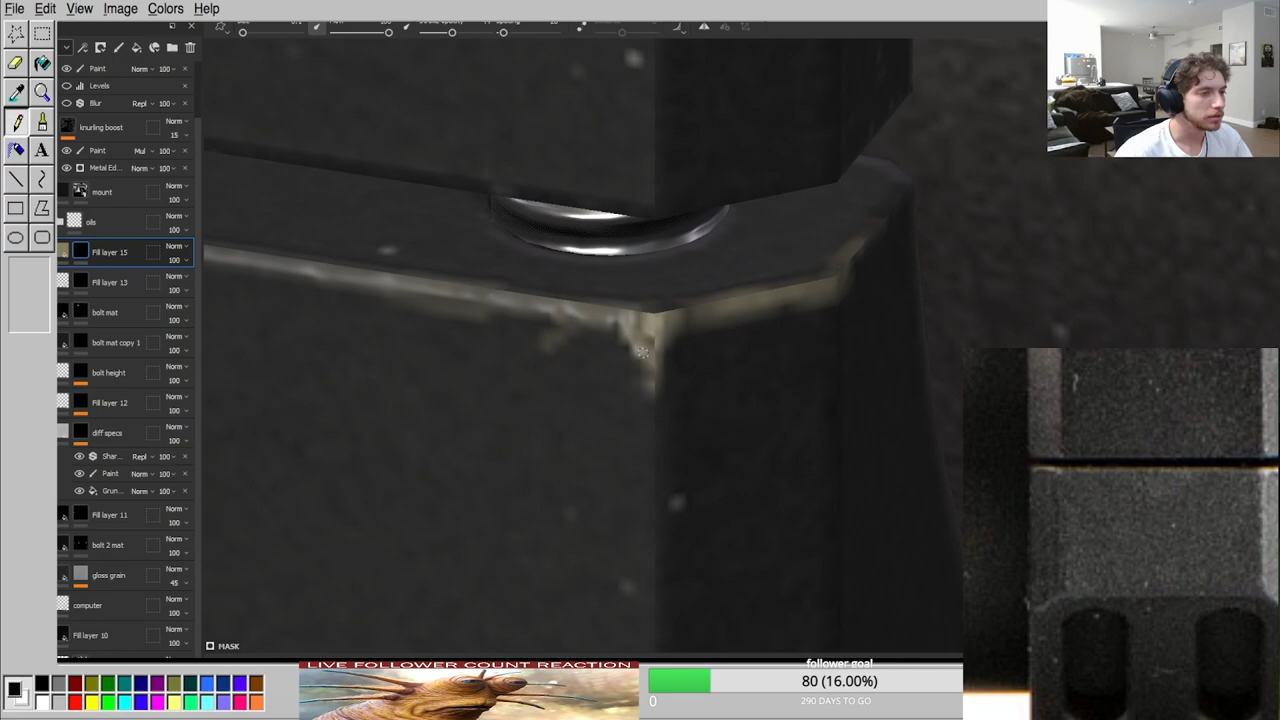 File Edit View Image Colors Help
Paint Norm 100
Levels
Blur Repl 100
knurling boost Norm 15
Paint Mul 100
Metal Ed... Norm 100
mount Norm 100
oils Norm 100
Fill layer 15 Norm 100
Fill layer 13 Norm 100
bolt mat Norm 100
bolt mat copy 1 Norm 100
bolt height Norm 100
Fill layer 12 Norm 100
diff specs Norm 100
Shar... Repl 100
Paint Norm 100
Grun... Norm 100
Fill layer 11 Norm 100
bolt 2 mat Norm 100
gloss grain Norm 45
computer Norm 100
Fill layer 10 Norm 100
MASK
A
LIVE FOLLOWER COUNT REACTION
follower goal
80 (16.00%)
0
290 DAYS TO GO